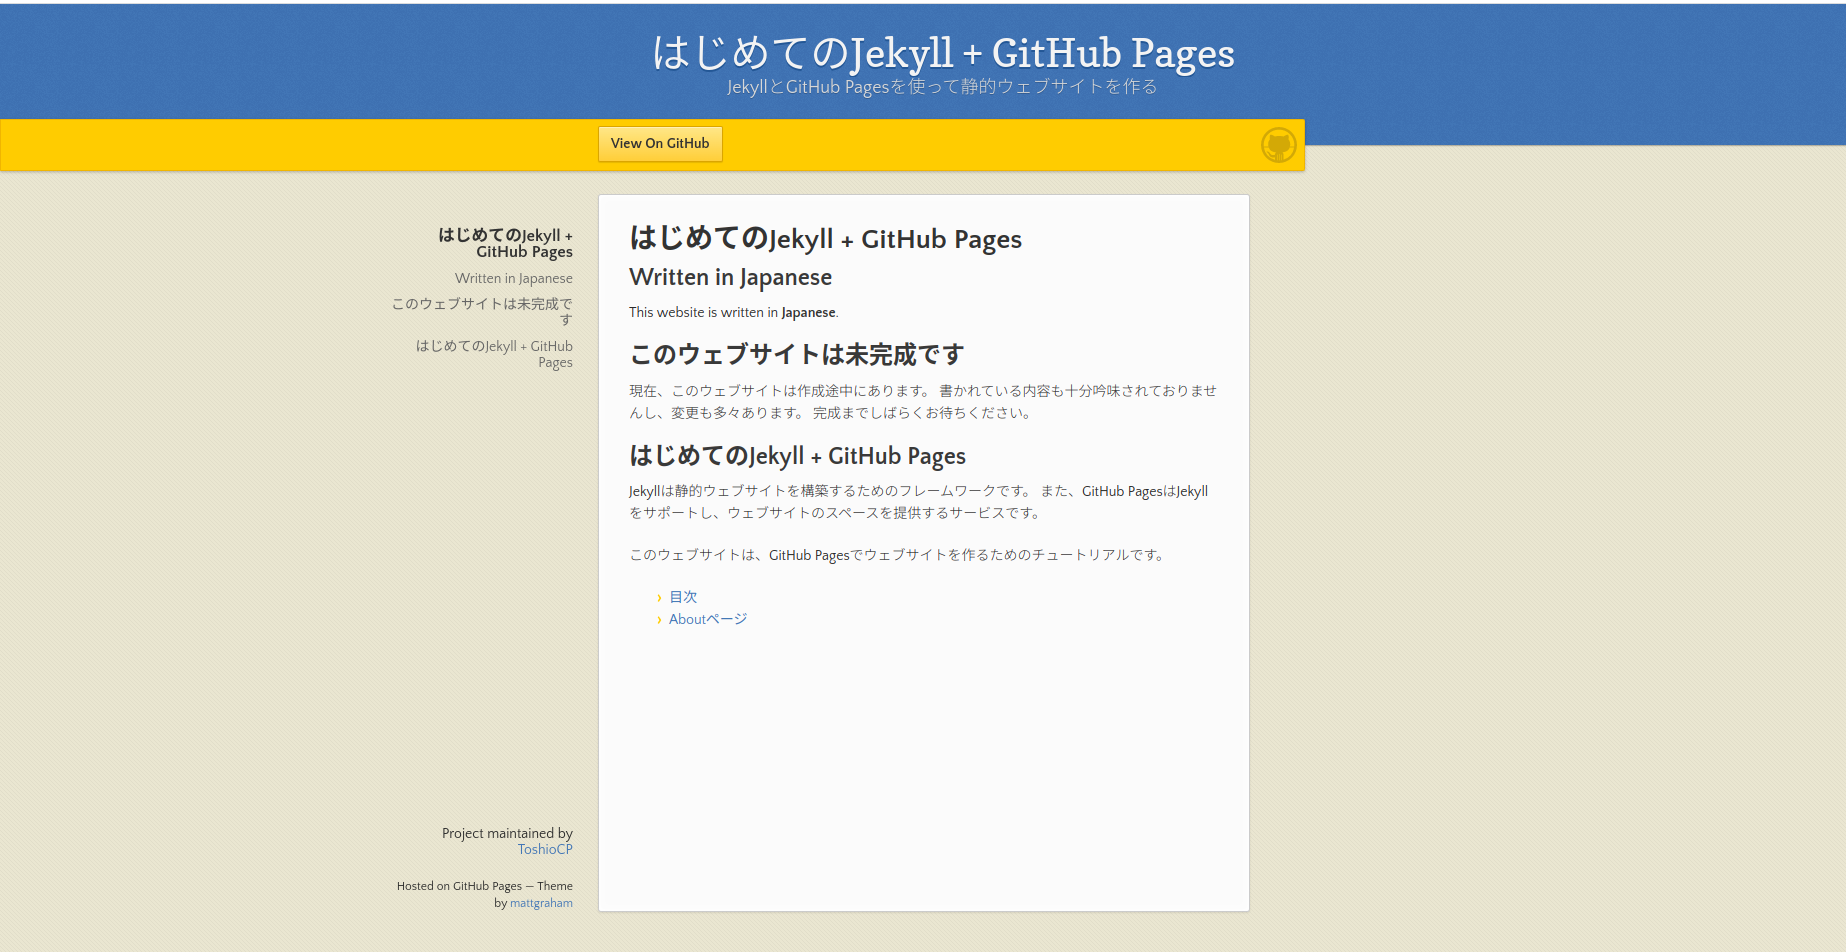 はじめてのJekyll + GitHub Pages
JekyllとGitHub Pagesを使って静的ウェブサイトを作る
View On GitHub
はじめてのJekyll +
GitHub Pages
Written in Japanese
このウェブサイトは未完成で
す
はじめてのJekyll + GitHub
Pages
はじめてのJekyll + GitHub Pages
Written in Japanese
This website is written in Japanese.
このウェブサイトは未完成です
現在、このウェブサイトは作成途中にあります。 書かれている内容も十分吟味されておりませ
んし、変更も多々あります。 完成までしばらくお待ちください。
はじめてのJekyll + GitHub Pages
Jekyllは静的ウェブサイトを構築するためのフレームワークです。 また、GitHub PagesはJekyll
をサポートし、ウェブサイトのスペースを提供するサービスです。
このウェブサイトは、GitHub Pagesでウェブサイトを作るためのチュートリアルです。
› 目次
› Aboutページ
Project maintained by
ToshioCP
Hosted on GitHub Pages — Theme
by mattgraham